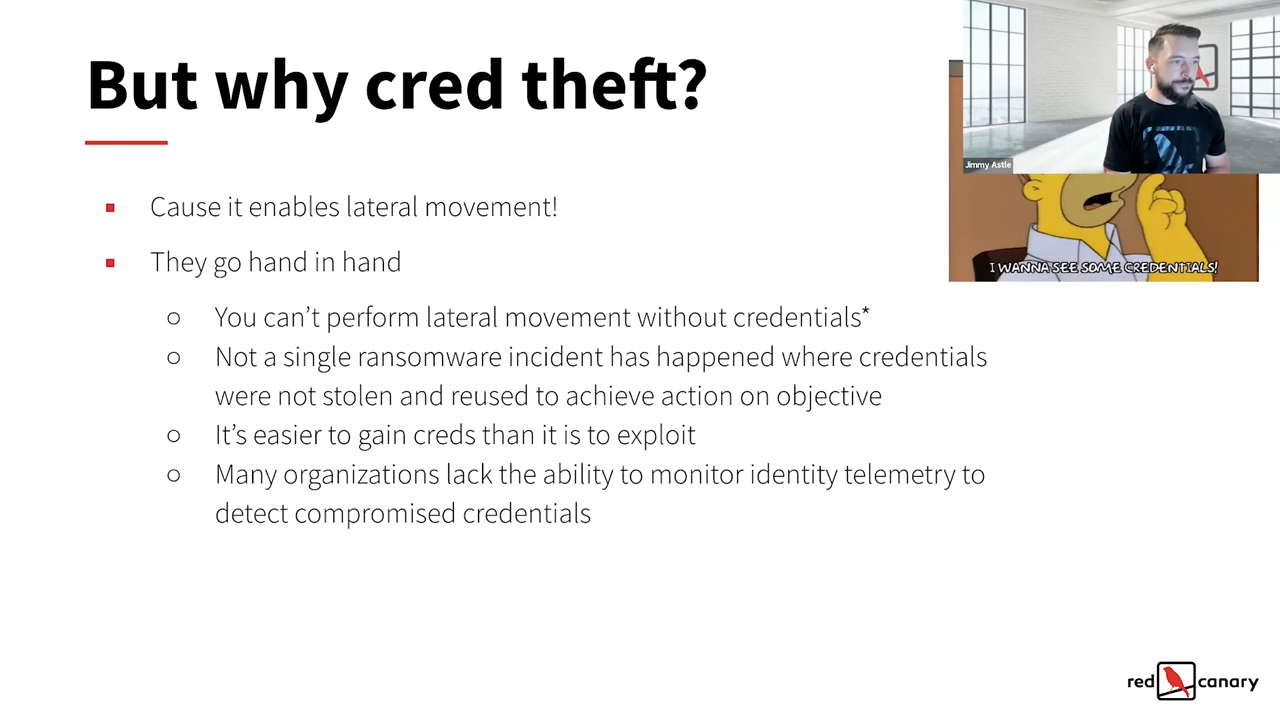 But why cred theft?
Jimmy Astle
Cause it enables lateral movement!
They go hand in hand
I WANNA SEE SOME CREDENTIALS!
You can’t perform lateral movement without credentials*
Not a single ransomware incident has happened where credentials
were not stolen and reused to achieve action on objective
It’s easier to gain creds than it is to exploit
Many organizations lack the ability to monitor identity telemetry to
detect compromised credentials
red canary